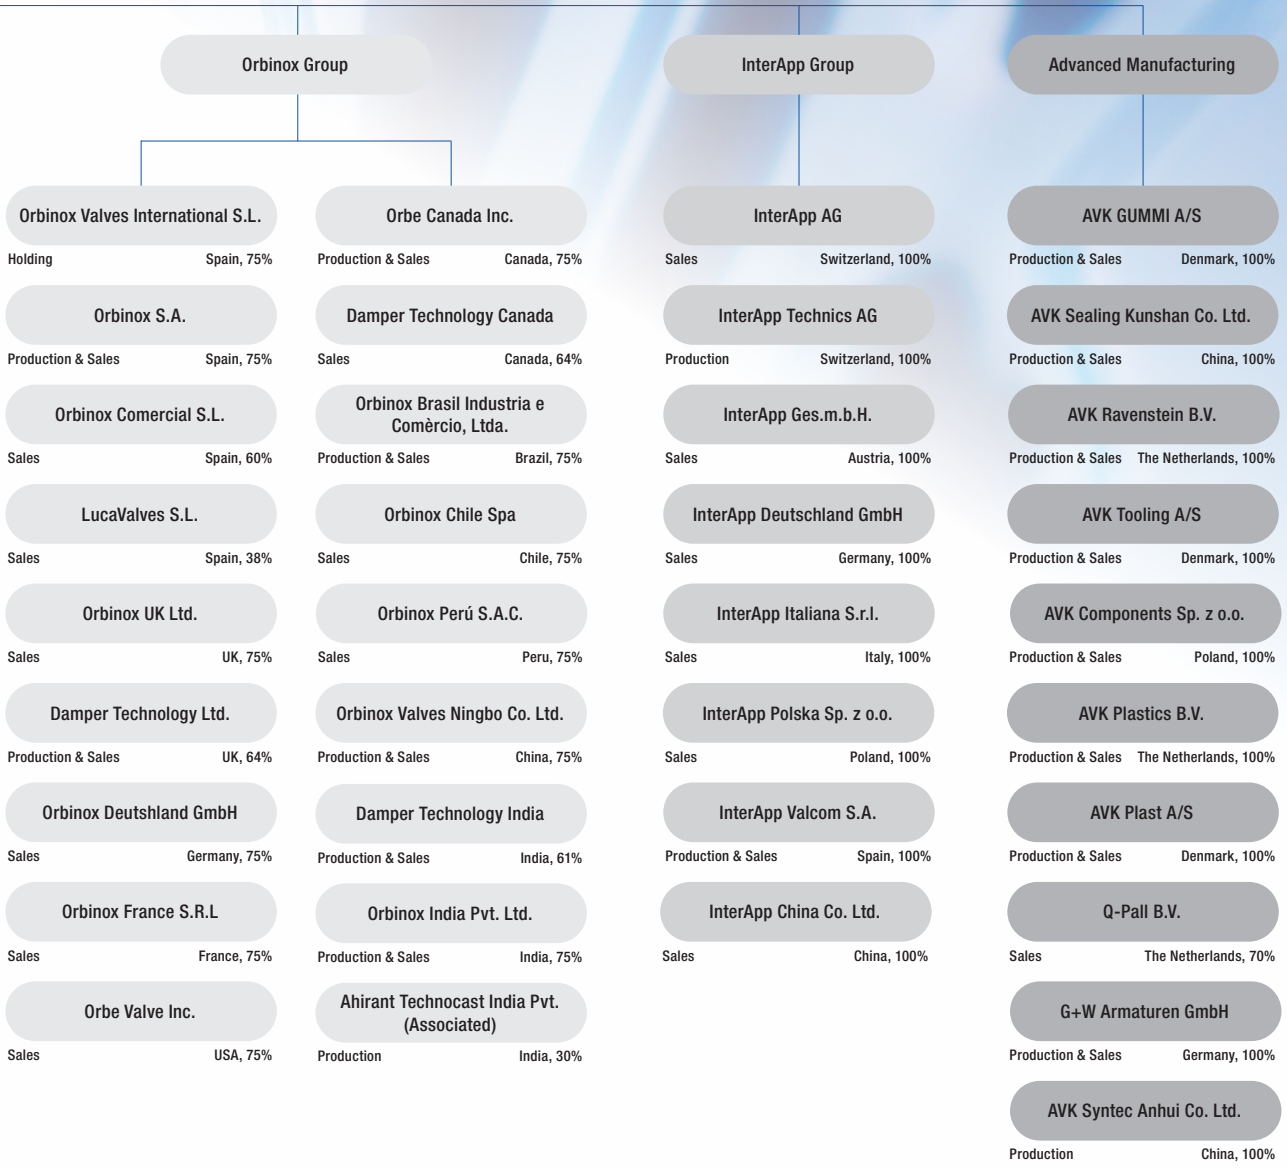 Orbinox Group
Orbinox Valves International S.L.
Holding Spain, 75%
Orbinox S.A.
Production & Sales Spain, 75%
Orbinox Comercial S.L.
Sales Spain, 60%
LucaValves S.L.
Sales Spain, 38%
Orbinox UK Ltd.
Sales UK, 75%
Damper Technology Ltd.
Production & Sales UK, 64%
Orbinox Deutshland GmbH
Sales Germany, 75%
Orbinox France S.R.L
Sales France, 75%
Orbe Valve Inc.
Sales USA, 75%
Orbe Canada Inc.
Production & Sales Canada, 75%
Damper Technology Canada
Sales Canada, 64%
Orbinox Brasil Industria e
Comèrcio, Ltda.
Production & Sales Brazil, 75%
Orbinox Chile Spa
Sales Chile, 75%
Orbinox Perú S.A.C.
Sales Peru, 75%
Orbinox Valves Ningbo Co. Ltd.
Production & Sales China, 75%
Damper Technology India
Production & Sales India, 61%
Orbinox India Pvt. Ltd.
Production & Sales India, 75%
Ahirant Technocast India Pvt.
(Associated)
Production India, 30%
InterApp Group
InterApp AG
Sales Switzerland, 100%
InterApp Technics AG
Production Switzerland, 100%
InterApp Ges.m.b.H.
Sales Austria, 100%
InterApp Deutschland GmbH
Sales Germany, 100%
InterApp Italiana S.r.l.
Sales Italy, 100%
InterApp Polska Sp. z o.o.
Sales Poland, 100%
InterApp Valcom S.A.
Production & Sales Spain, 100%
InterApp China Co. Ltd.
Sales China, 100%
Advanced Manufacturing
AVK GUMMI A/S
Production & Sales Denmark, 100%
AVK Sealing Kunshan Co. Ltd.
Production & Sales China, 100%
AVK Ravenstein B.V.
Production & Sales The Netherlands, 100%
AVK Tooling A/S
Production & Sales Denmark, 100%
AVK Components Sp. z o.o.
Production & Sales Poland, 100%
AVK Plastics B.V.
Production & Sales The Netherlands, 100%
AVK Plast A/S
Production & Sales Denmark, 100%
Q-Pall B.V.
Sales The Netherlands, 70%
G+W Armaturen GmbH
Production & Sales Germany, 100%
AVK Syntec Anhui Co. Ltd.
Production China, 100%